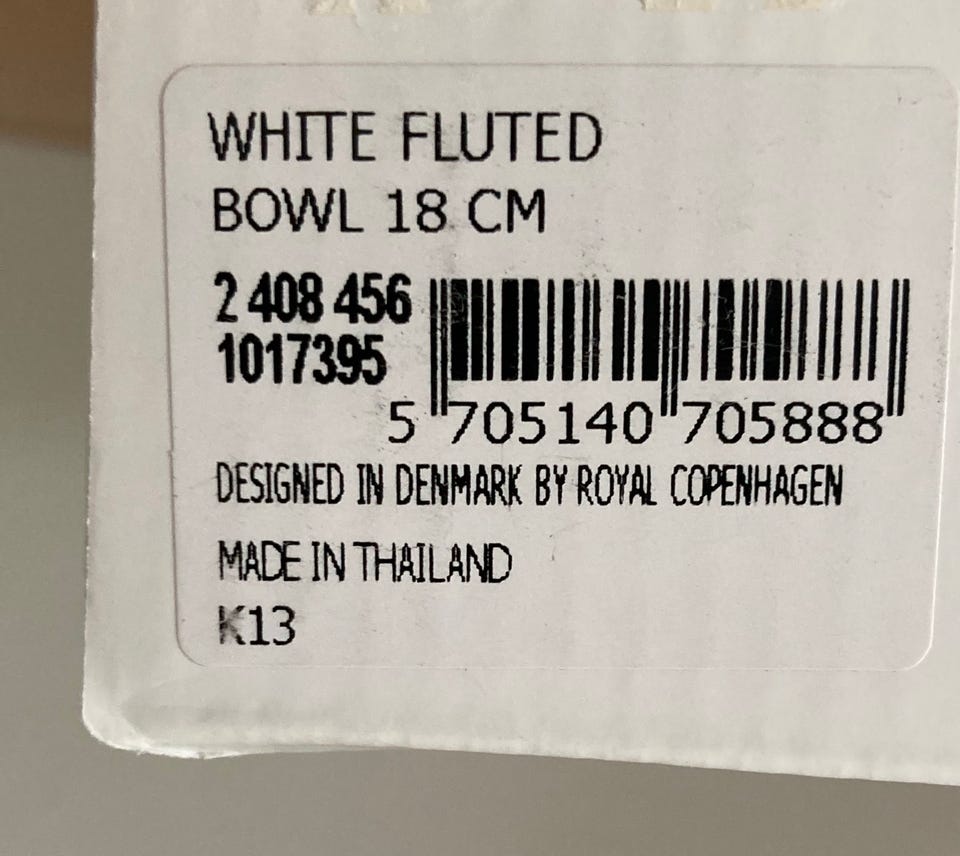 WHITE FLUTED
BOWL 18 CM
2 408 456
1017395
5 705140 705888
DESIGNED IN DENMARK BY ROYAL COPENHAGEN
MADE IN THAILAND
K13